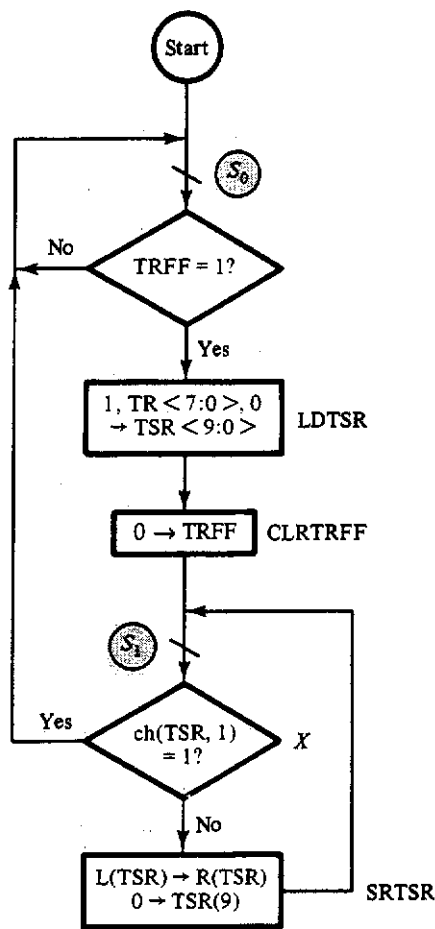 Start
S₀
No
TRFF = 1?
Yes
1, TR < 7:0 >, 0
→ TSR < 9:0 >
LDTSR
0 → TRFF
CLRTRFF
S₁
Yes
ch(TSR, 1)
= 1?
X
No
L(TSR) → R(TSR)
0 → TSR(9)
SRTSR